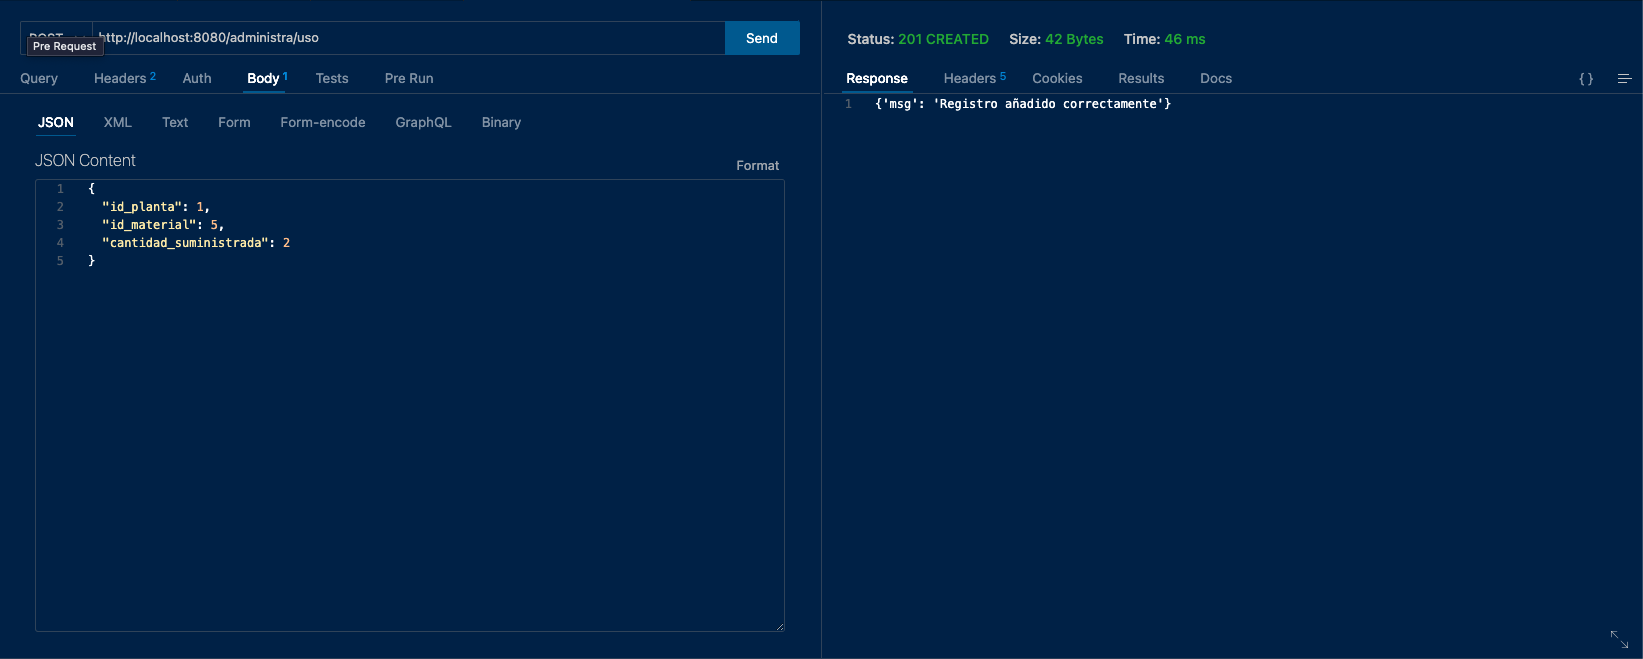 http://localhost:8080/administra/uso
Send
Pre Request
Query
Headers 2
Auth
Body 1
Tests
Pre Run
JSON
XML
Text
Form
Form-encode
GraphQL
Binary
JSON Content
Format
1 {
2 "id_planta": 1,
3 "id_material": 5,
4 "cantidad_suministrada": 2
5 }
Status: 201 CREATED Size: 42 Bytes Time: 46 ms
Response
Headers 5
Cookies
Results
Docs
{ }
1 {'msg': 'Registro añadido correctamente'}